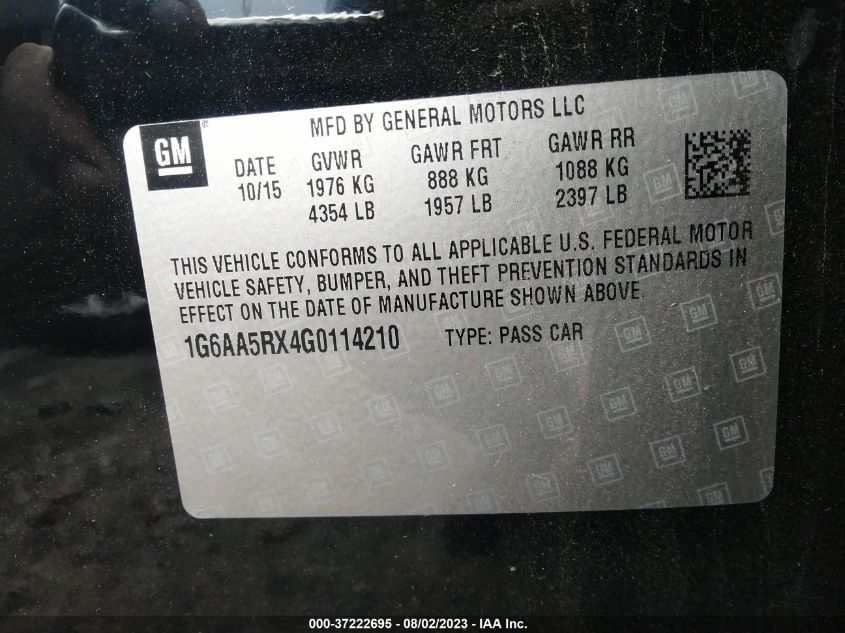 MFD BY GENERAL MOTORS LLC
GM
DATE GVWR GAWR FRT GAWR RR
10/15 1976 KG 888 KG 1088 KG
4354 LB 1957 LB 2397 LB
THIS VEHICLE CONFORMS TO ALL APPLICABLE U.S. FEDERAL MOTOR
VEHICLE SAFETY, BUMPER, AND THEFT PREVENTION STANDARDS IN
EFFECT ON THE DATE OF MANUFACTURE SHOWN ABOVE.
1G6AA5RX4G0114210 TYPE: PASS CAR
000-37222695 - 08/02/2023 - IAA Inc.